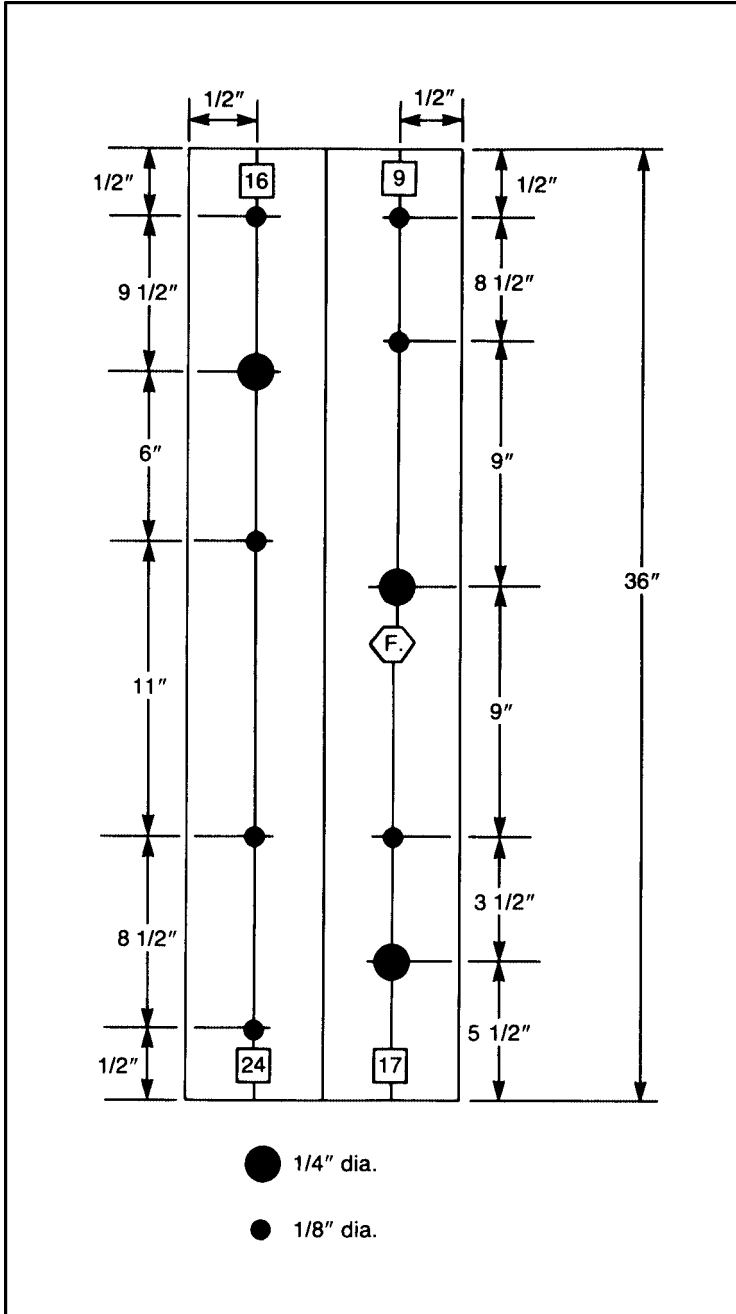 1/2″ 1/2″
1/2″ 16 9 1/2″
9 1/2″ 8 1/2″
6″ 9″
36″
F.
11″ 9″
8 1/2″ 3 1/2″
1/2″ 24 17 5 1/2″
1/4″ dia.
1/8″ dia.